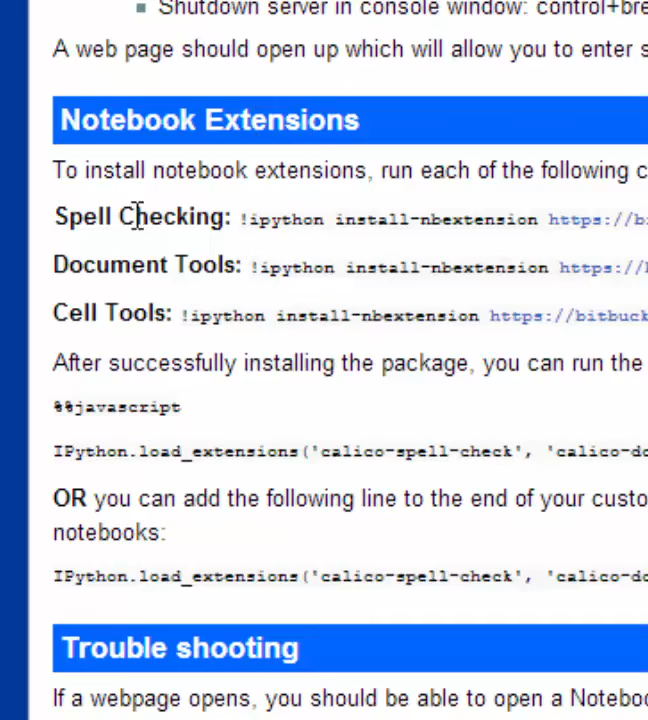 Shutdown server in console window: control+bre
A web page should open up which will allow you to enter s
Notebook Extensions
To install notebook extensions, run each of the following c
Spell Checking: !ipython install-nbextension https://bi
Document Tools: !ipython install-nbextension https://
Cell Tools: !ipython install-nbextension https://bitbuck
After successfully installing the package, you can run the
%%javascript
IPython.load_extensions('calico-spell-check', 'calico-do
OR you can add the following line to the end of your custo
notebooks:
IPython.load_extensions('calico-spell-check', 'calico-do
Trouble shooting
If a webpage opens, you should be able to open a Notebo